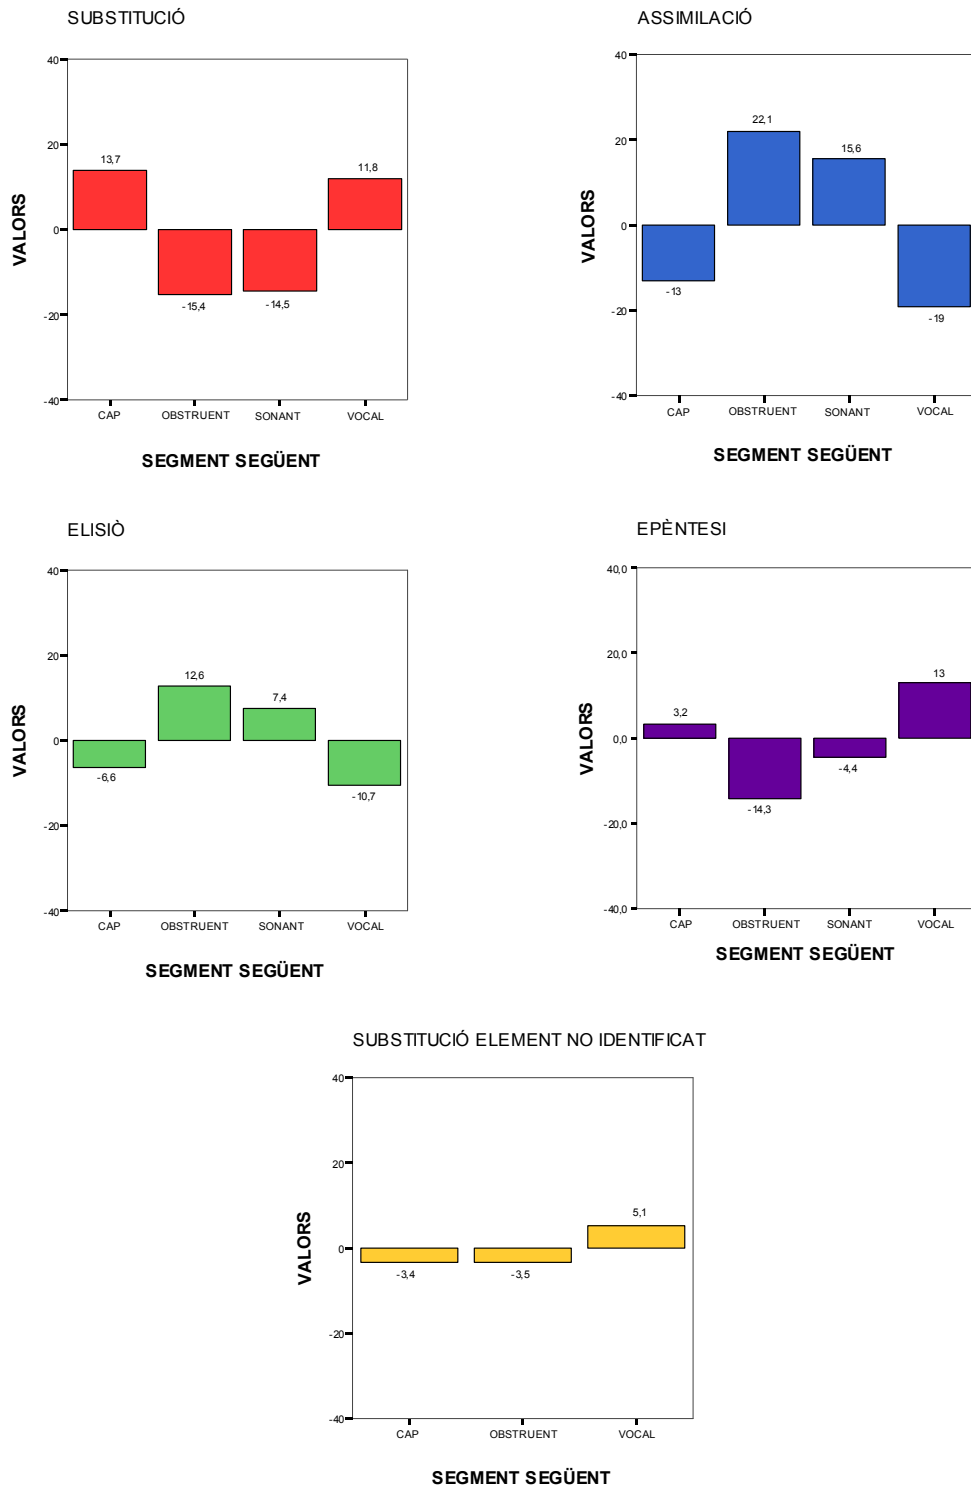 SUBSTITUCIÓ
VALORS
40
20
0
-20
-40
13,7
-15,4
-14,5
11,8
CAP OBSTRUENT SONANT VOCAL
SEGMENT SEGÜENT
ASSIMILACIÓ
VALORS
40
20
0
-20
-40
-13
22,1
15,6
-19
CAP OBSTRUENT SONANT VOCAL
SEGMENT SEGÜENT
ELISIÒ
VALORS
40
20
0
-20
-40
-6,6
12,6
7,4
-10,7
CAP OBSTRUENT SONANT VOCAL
SEGMENT SEGÜENT
EPÈNTESI
VALORS
40,0
20,0
0,0
-20,0
-40,0
3,2
-14,3
-4,4
13
CAP OBSTRUENT SONANT VOCAL
SEGMENT SEGÜENT
SUBSTITUCIÓ ELEMENT NO IDENTIFICAT
VALORS
40
20
0
-20
-40
-3,4
-3,5
5,1
CAP OBSTRUENT VOCAL
SEGMENT SEGÜENT